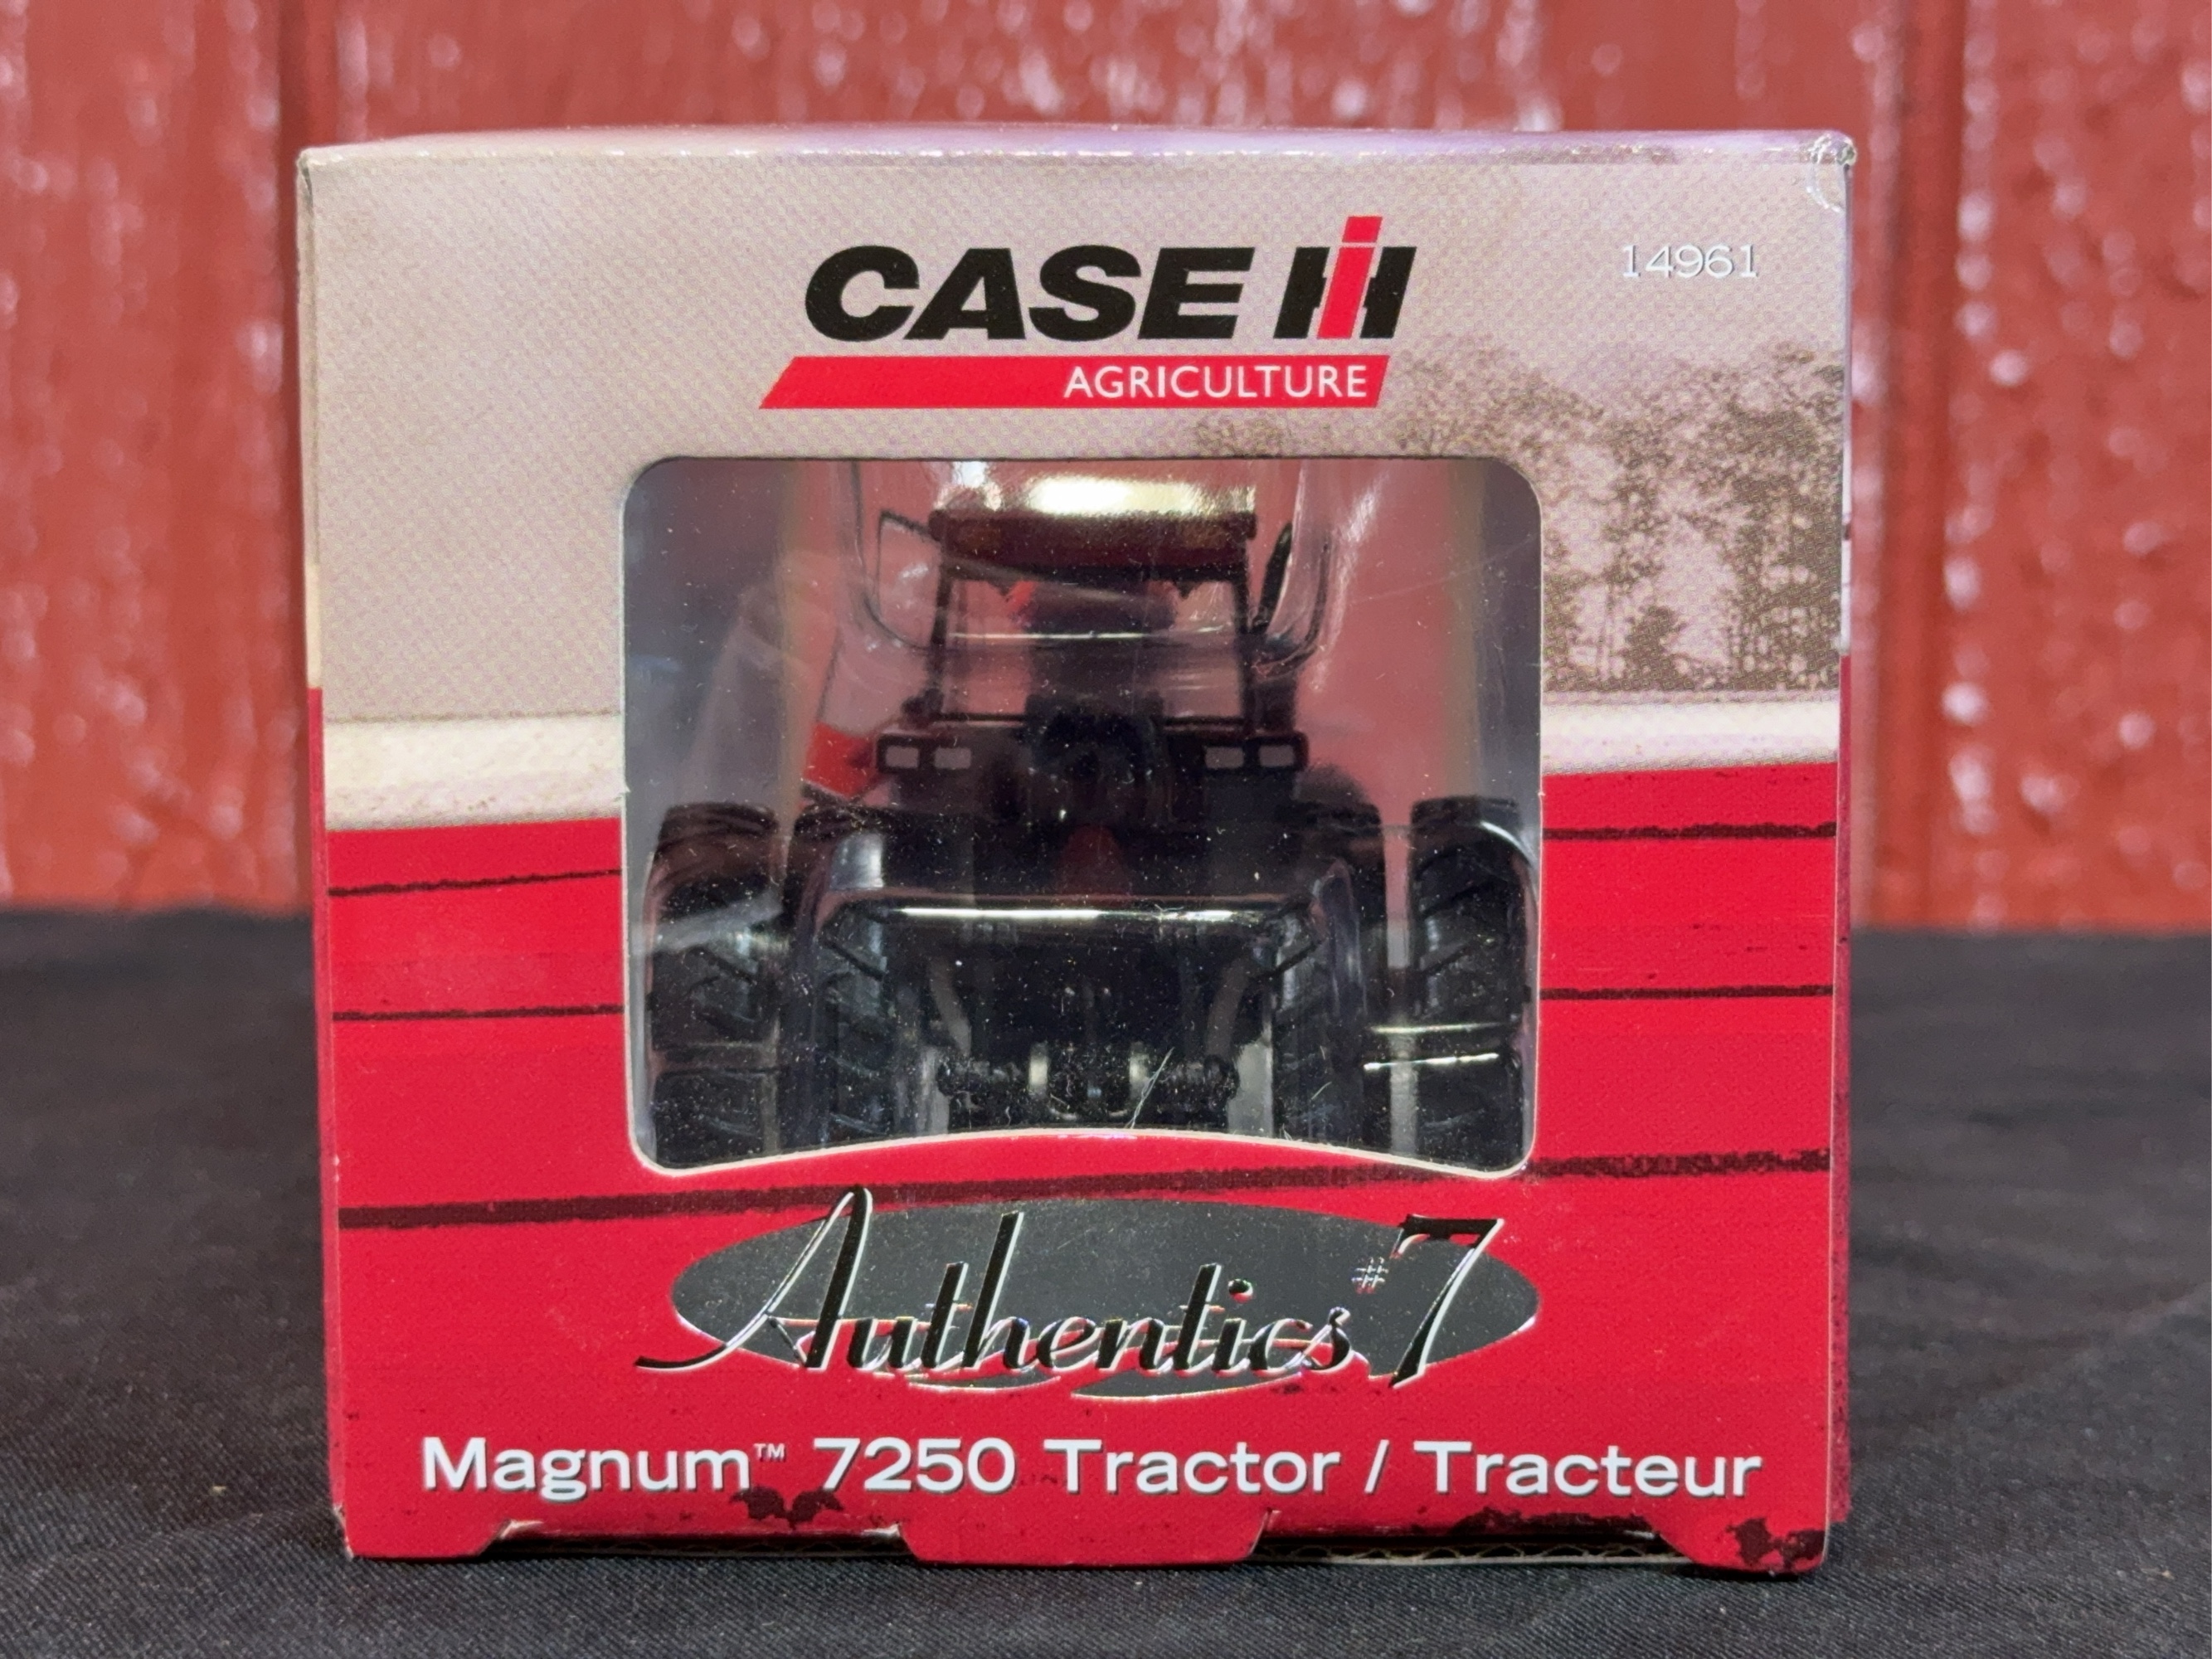 CASE IH
14961
AGRICULTURE
Authentics #7
Magnum™ 7250 Tractor / Tracteur